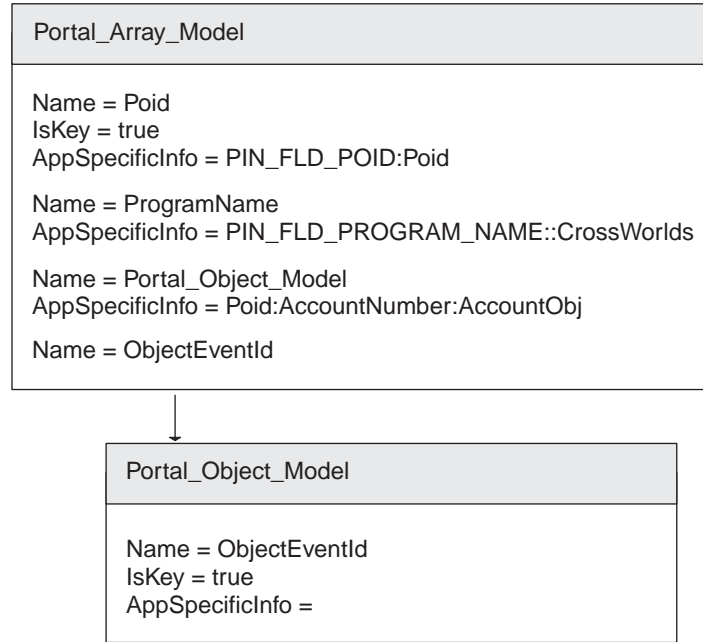 Portal_Array_Model
Name = Poid
IsKey = true
AppSpecificInfo = PIN_FLD_POID:Poid
Name = ProgramName
AppSpecificInfo = PIN_FLD_PROGRAM_NAME::CrossWorlds
Name = Portal_Object_Model
AppSpecificInfo = Poid:AccountNumber:AccountObj
Name = ObjectEventId
Portal_Object_Model
Name = ObjectEventId
IsKey = true
AppSpecificInfo =